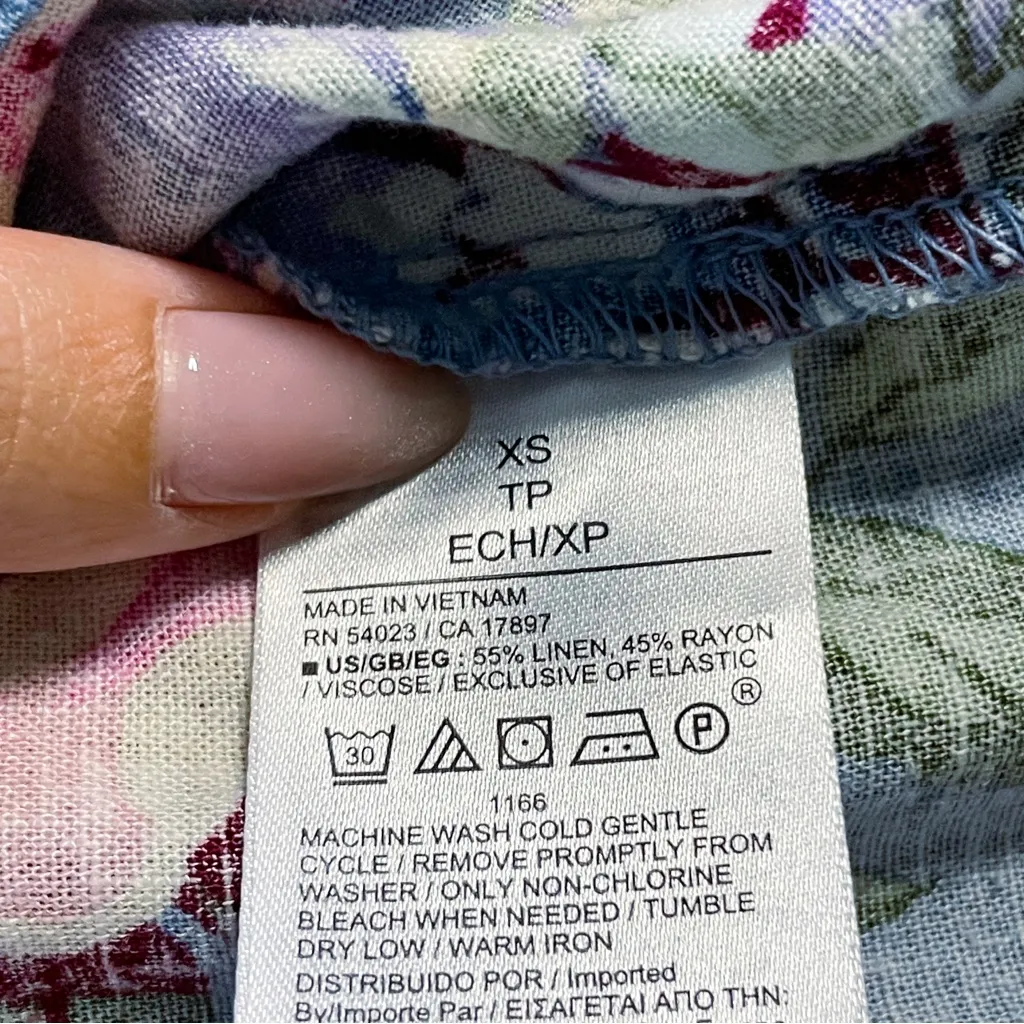 XS
TP
ECH/XP
MADE IN VIETNAM
RN 54023 / CA 17897
■ US/GB/EG : 55% LINEN, 45% RAYON
/ VISCOSE / EXCLUSIVE OF ELASTIC
30 P ®
1166
MACHINE WASH COLD GENTLE
CYCLE / REMOVE PROMPTLY FROM
WASHER / ONLY NON-CHLORINE
BLEACH WHEN NEEDED / TUMBLE
DRY LOW / WARM IRON
DISTRIBUIDO POR / Imported
By/Importe Par / ΕΙΣΑΓΕΤΑΙ ΑΠΟ ΤΗΝ: